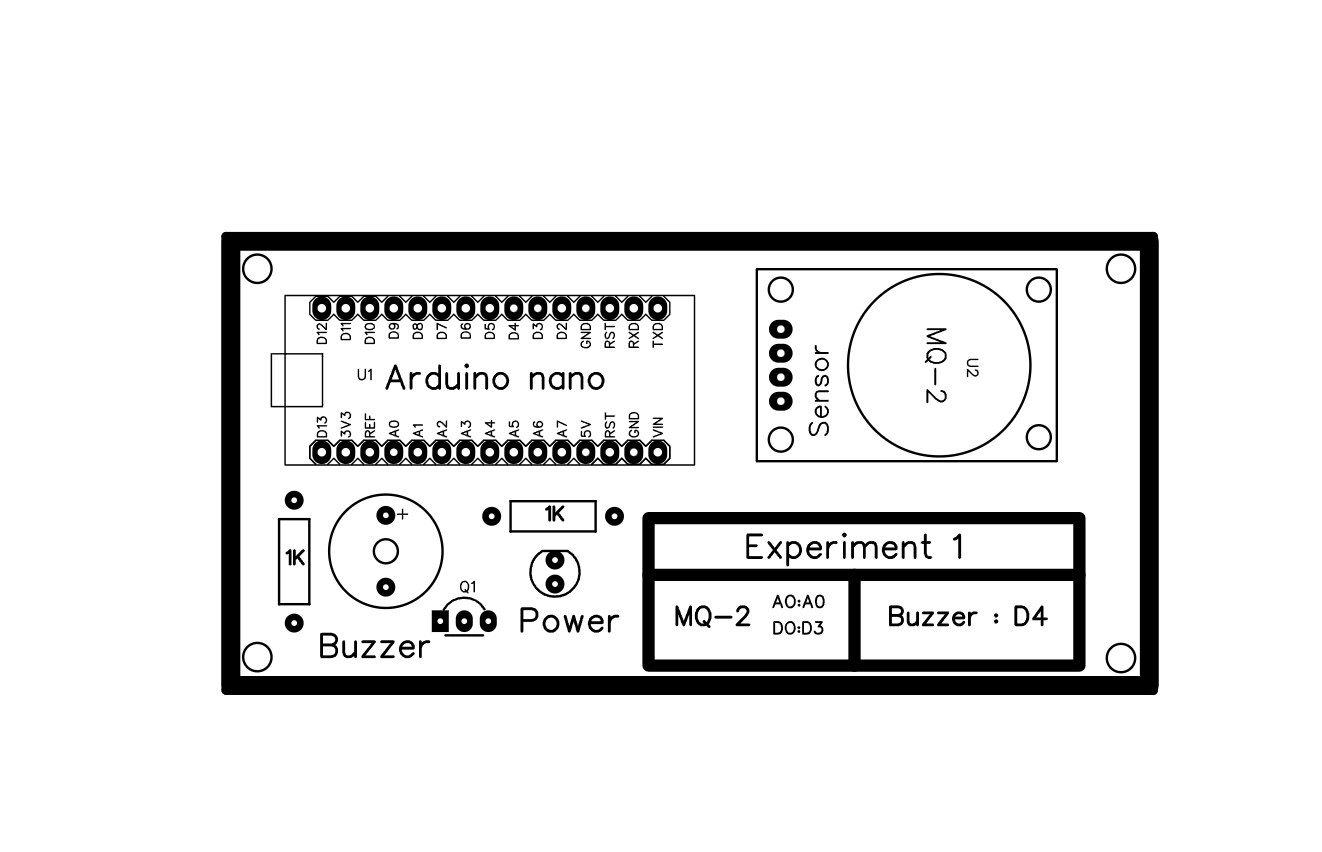 D12 D11 D10 D9 D8 D7 D6 D5 D4 D3 D2 GND RST RXD TXD
U1 Arduino nano
D13 3V3 REF A0 A1 A2 A3 A4 A5 A6 A7 5V RST GND VIN
Sensor
MQ-2
U2
+
1K
1K
Q1
Buzzer
Power
Experiment 1
MQ-2
AO:A0
DO:D3
Buzzer : D4